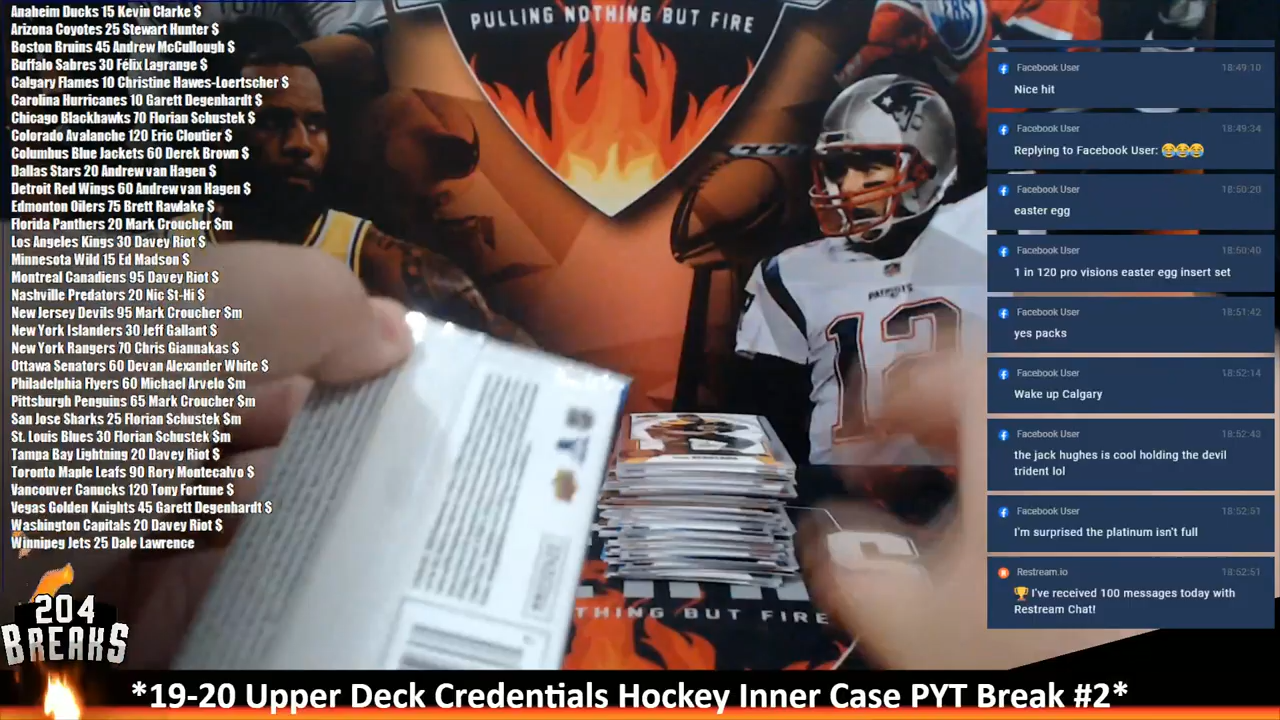 Anaheim Ducks 15 Kevin Clarke $
Arizona Coyotes 25 Stewart Hunter $
Boston Bruins 45 Andrew McCullough $
Buffalo Sabres 30 Félix Lagrange $
Calgary Flames 10 Christine Hawes-Loertscher $
Carolina Hurricanes 10 Garett Degenhardt $
Chicago Blackhawks 70 Florian Schustek $
Colorado Avalanche 120 Eric Cloutier $
Columbus Blue Jackets 60 Derek Brown $
Dallas Stars 20 Andrew van Hagen $
Detroit Red Wings 60 Andrew van Hagen $
Edmonton Oilers 75 Brett Rawlake $
Florida Panthers 20 Mark Croucher $m
Los Angeles Kings 30 Davey Riot $
Minnesota Wild 15 Ed Madson $
Montreal Canadiens 95 Davey Riot $
Nashville Predators 20 Nic St-Hi $
New Jersey Devils 95 Mark Croucher $m
New York Islanders 30 Jeff Gallant $
New York Rangers 70 Chris Giannakas $
Ottawa Senators 60 Devan Alexander White $
Philadelphia Flyers 60 Michael Arvelo $m
Pittsburgh Penguins 65 Mark Croucher $m
San Jose Sharks 25 Florian Schustek $m
St. Louis Blues 30 Florian Schustek $m
Tampa Bay Lightning 20 Davey Riot $
Toronto Maple Leafs 90 Rory Montecalvo $
Vancouver Canucks 120 Tony Fortune $
Vegas Golden Knights 45 Garett Degenhardt $
Washington Capitals 20 Davey Riot $
Winnipeg Jets 25 Dale Lawrence
204
BREAKS
PULLING NOTHING BUT FIRE
PATRIOTS
12
THING BUT FIRE
Facebook User 18:49:10
Nice hit
Facebook User 18:49:34
Replying to Facebook User: 😂😂😂
Facebook User 18:50:20
easter egg
Facebook User 18:50:40
1 in 120 pro visions easter egg insert set
Facebook User 18:51:42
yes packs
Facebook User 18:52:14
Wake up Calgary
Facebook User 18:52:43
the jack hughes is cool holding the devil
trident lol
Facebook User 18:52:51
I'm surprised the platinum isn't full
Restream.io 18:52:51
🏆 I've received 100 messages today with
Restream Chat!
*19-20 Upper Deck Credentials Hockey Inner Case PYT Break #2*